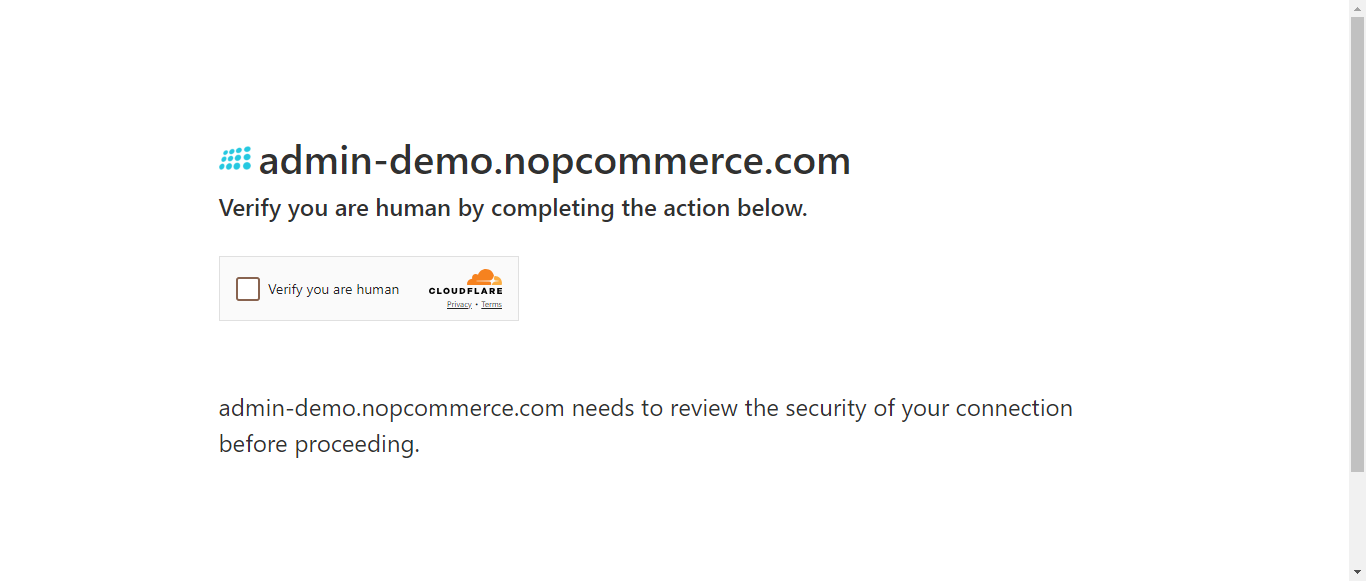 admin-demo.nopcommerce.com
Verify you are human by completing the action below.
Verify you are human
CLOUDFLARE
Privacy • Terms
admin-demo.nopcommerce.com needs to review the security of your connection
before proceeding.